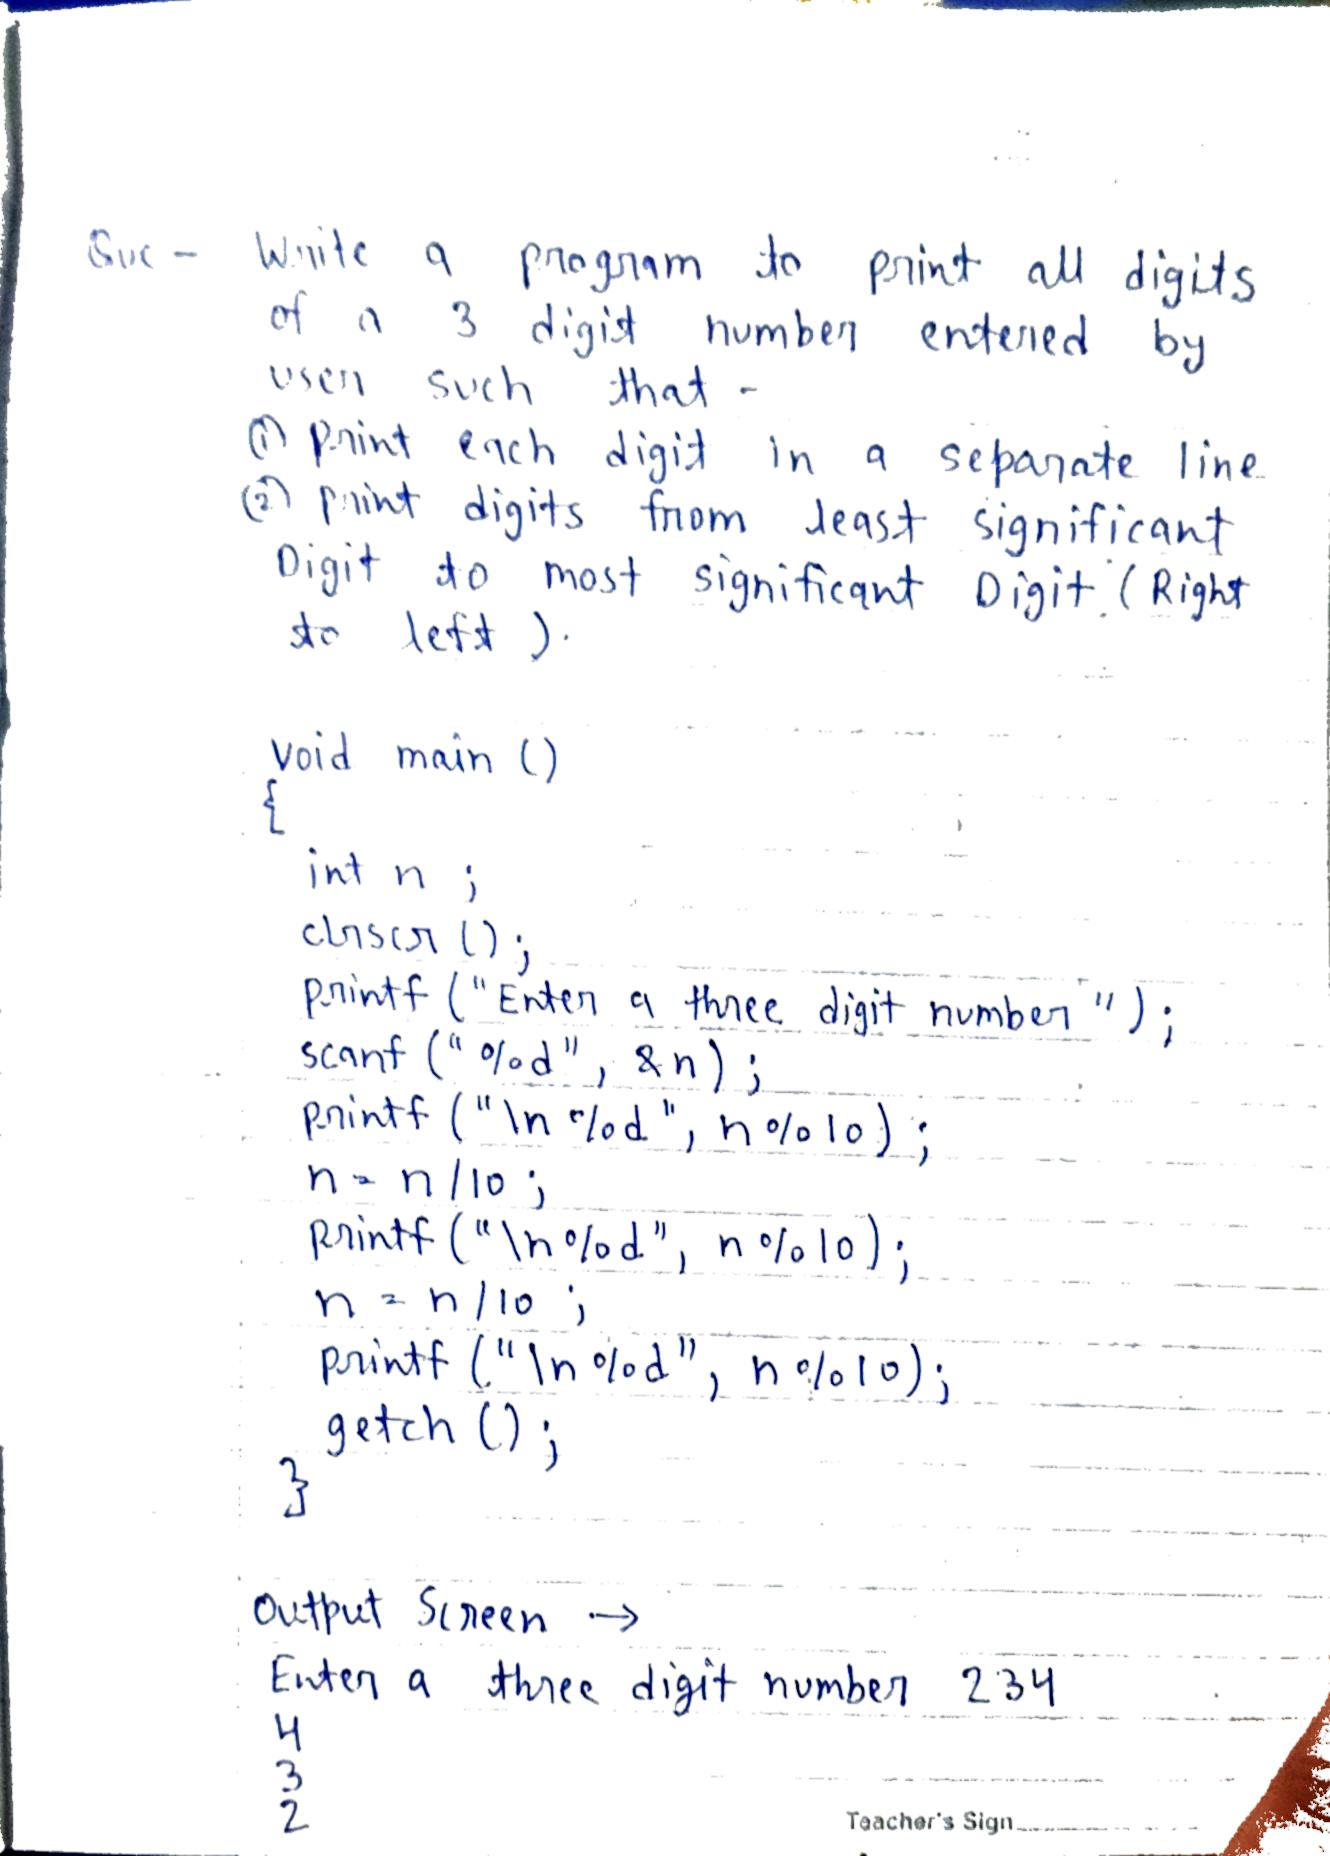 Que - Write a program to print all digits
of a 3 digit number entered by
user such that -
(1) print each digit in a separate line
(2) print digits from least significant
Digit to most significant Digit. (Right
to left ).
void main ()
{
int n ;
clrscr () ;
printf ("Enter a three digit number") ;
scanf ("%d", &n) ;
printf ("\n %d", n%10) ;
n = n/10 ;
Printf ("\n%d", n%10) ;
n = n/10 ;
printf ("\n%d", n%10) ;
getch () ;
}
Output Screen →
Enter a three digit number 234
4
3
2
Teacher's Sign